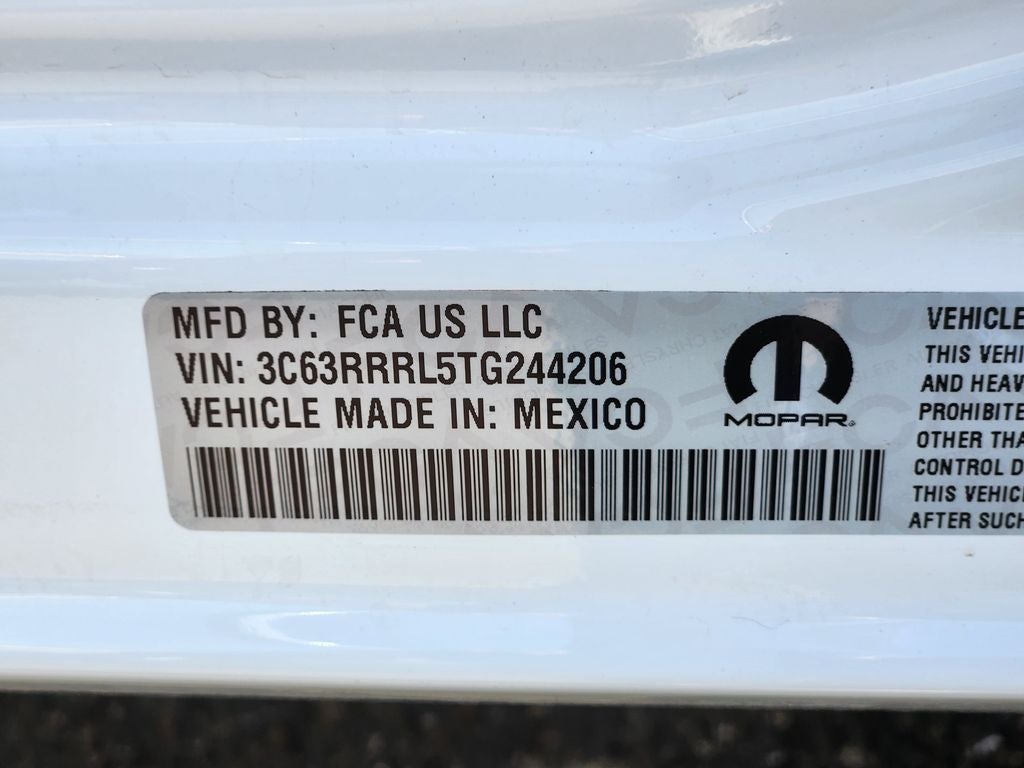 MFD BY: FCA US LLC
VIN: 3C63RRRL5TG244206
VEHICLE MADE IN: MEXICO
MOPAR
VEHICLE
THIS VEHI
AND HEAV
PROHIBITE
OTHER THA
CONTROL D
THIS VEHIC
AFTER SUCH